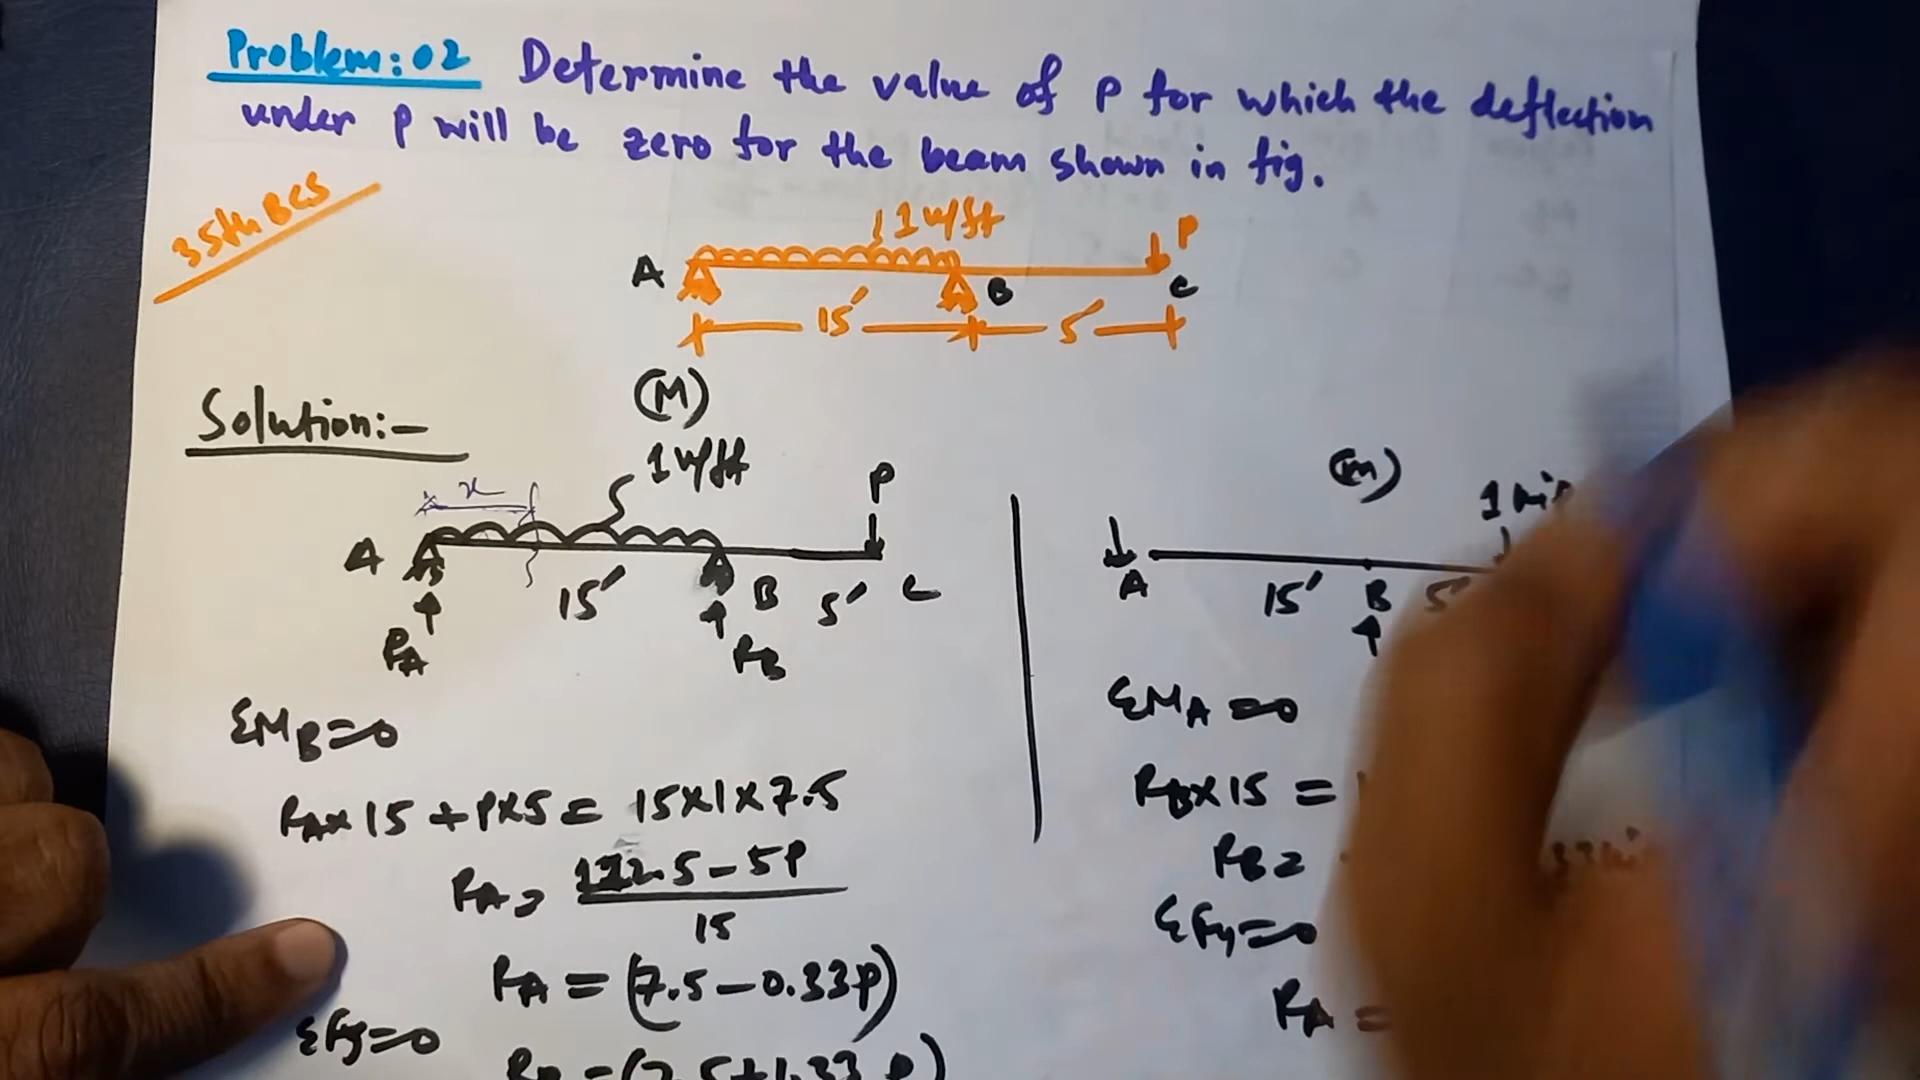 Problem: 02 Determine the value of P for which the deflection
under P will be zero for the beam shown in fig.
35th BCS
1 k/ft
P
A
B
C
15'
5'
Solution:-
(M)
1 k/ft
P
x
A
15'
B
5'
C
RA
RB
(m)
A
15'
B
5'
ΣMB=0
RA×15 + P×5 = 15×1×7.5
RA = 112.5 - 5P
15
RA = (7.5 - 0.33P)
ΣFy=0
ΣMA=0
RB×15 =
RB=
ΣFy=0
RA =